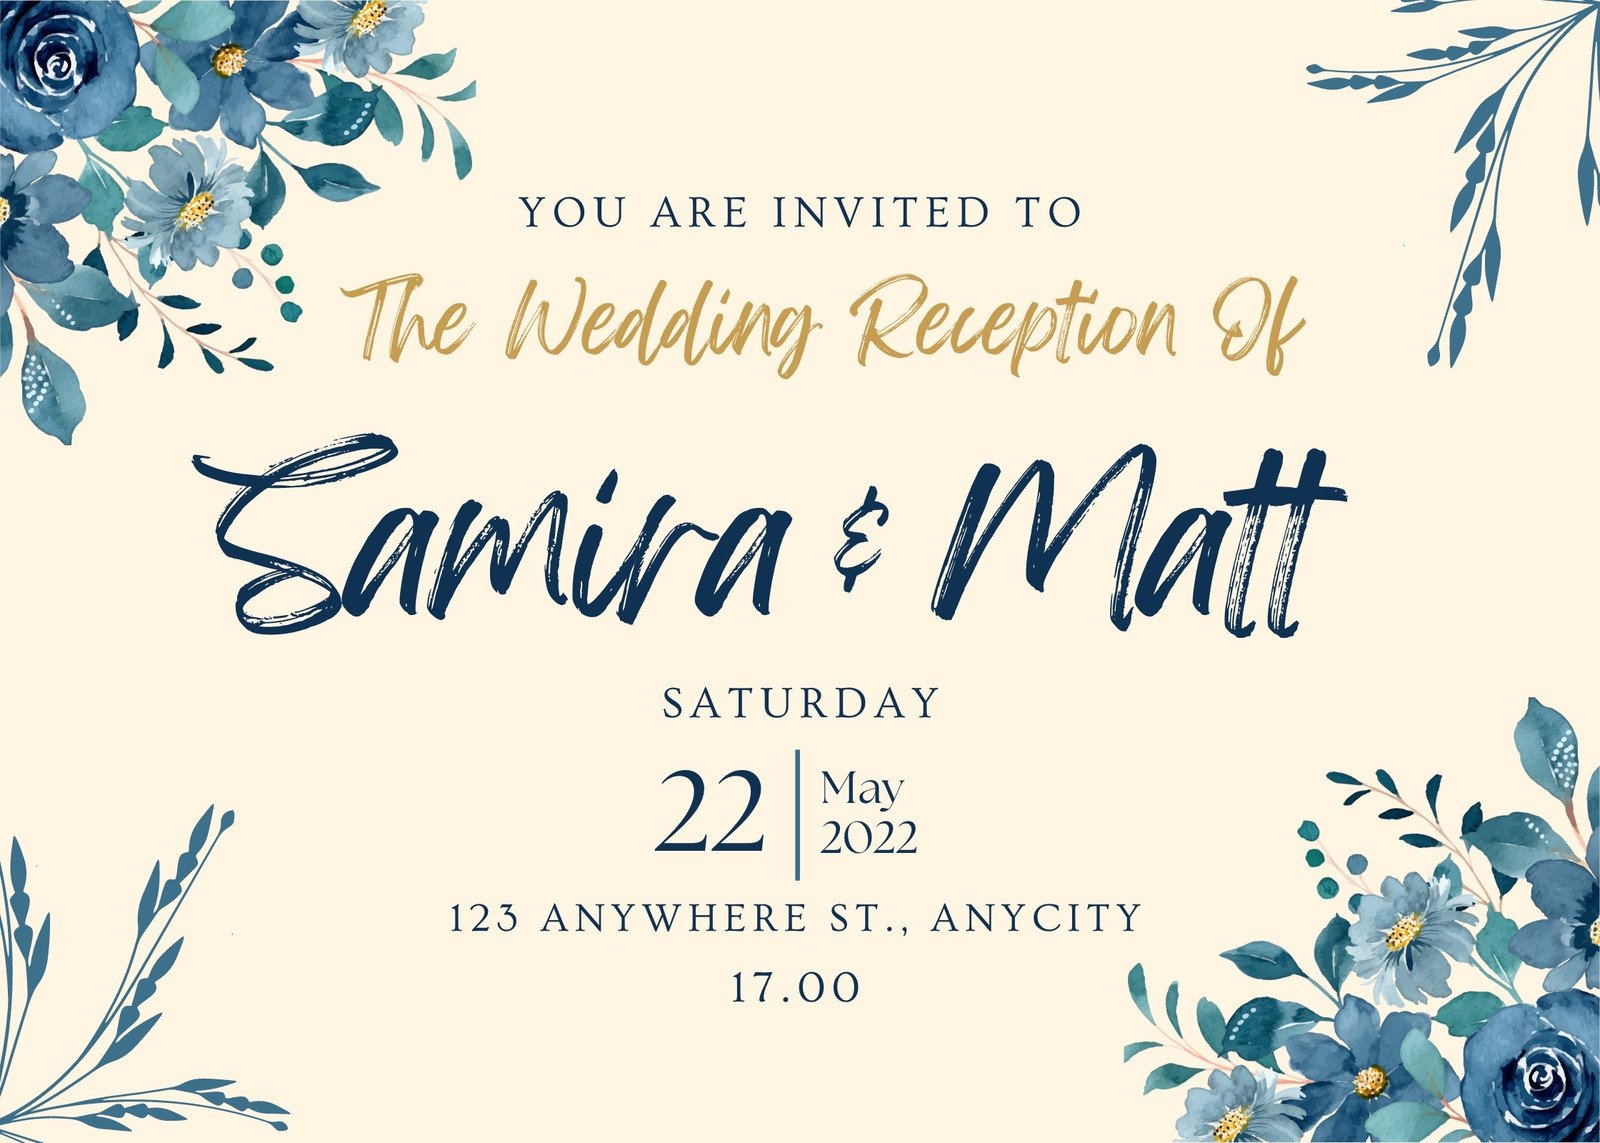 YOU ARE INVITED TO
The Wedding Reception Of
Samira & Matt
SATURDAY
22
May
2022
123 ANYWHERE ST., ANYCITY
17.00